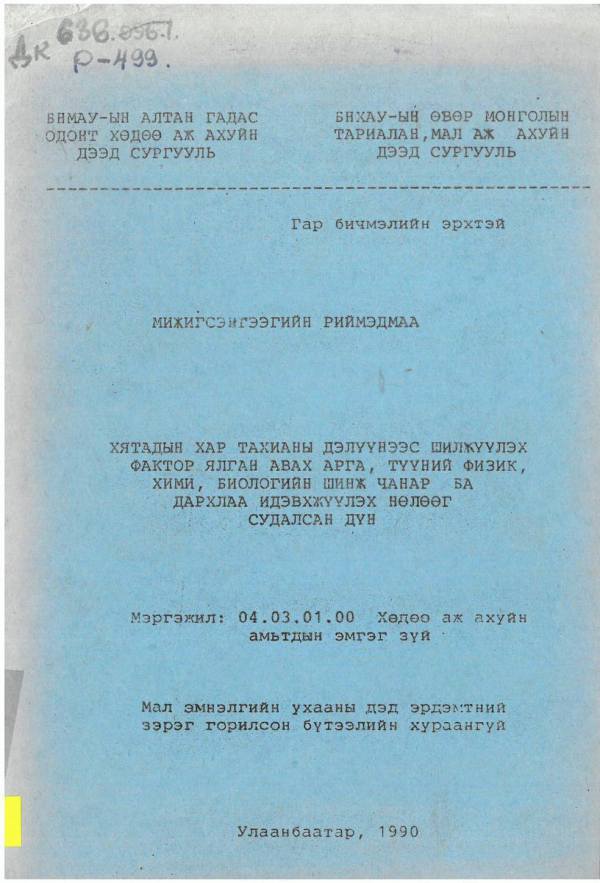 Дк 636.096.1.
Р-499.
БНМАУ-ЫН АЛТАН ГАДАС
ОДОНТ ХӨДӨӨ АЖ АХУЙН
ДЭЭД СУРГУУЛЬ
БНХАУ-ЫН ӨВӨР МОНГОЛЫН
ТАРИАЛАН,МАЛ АЖ АХУЙН
ДЭЭД СУРГУУЛЬ
Гар бичмэлийн эрхтэй
МИЖИГСЭНГЭЭГИЙН РИЙМЭДМАА
ХЯТАДЫН ХАР ТАХИАНЫ ДЭЛҮҮНЭЭС ШИЛЖҮҮЛЭХ
ФАКТОР ЯЛГАН АВАХ АРГА, ТҮҮНИЙ ФИЗИК,
ХИМИ, БИОЛОГИЙН ШИНЖ ЧАНАР БА
ДАРХЛАА ИДЭВХЖҮҮЛЭХ НӨЛӨӨГ
СУДАЛСАН ДҮН
Мэргэжил: 04.03.01.00 Хөдөө аж ахуйн
амьтдын эмгэг зүй
Мал эмнэлгийн ухааны дэд эрдэмтний
зэрэг горилсон бүтээлийн хураангуй
Улаанбаатар, 1990